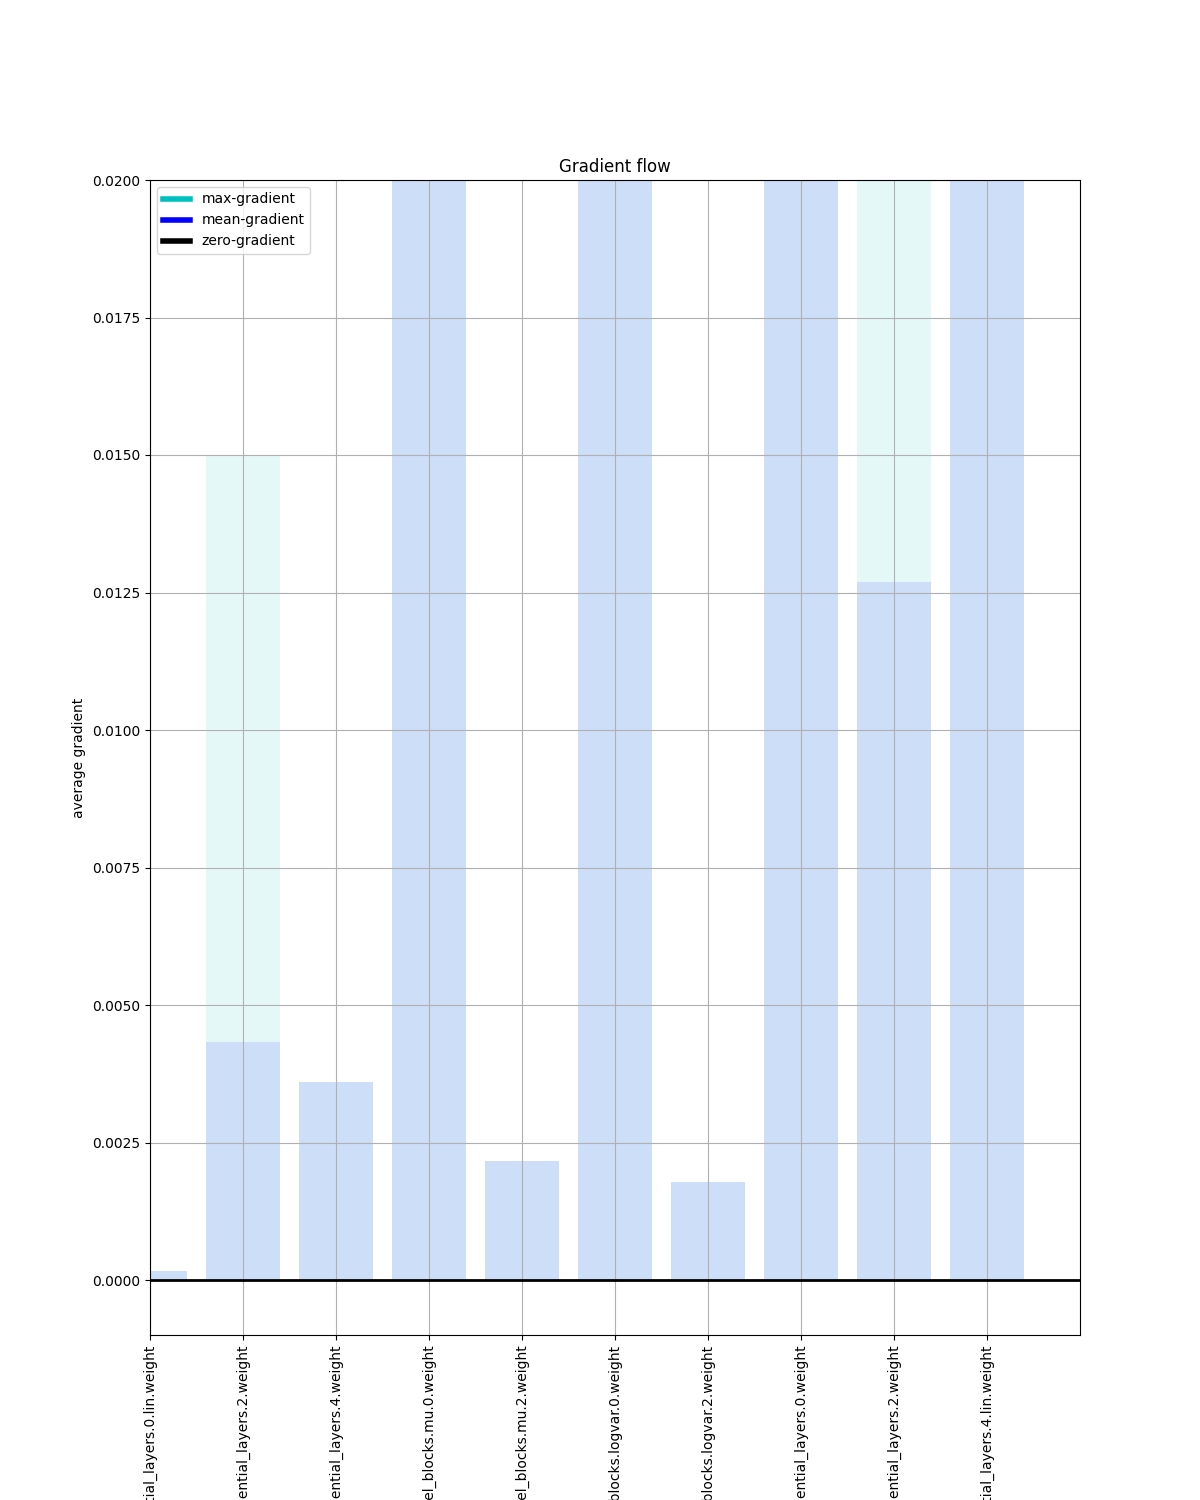 Gradient flow
max-gradient
mean-gradient
zero-gradient
0.0200
0.0175
0.0150
0.0125
0.0100
0.0075
0.0050
0.0025
0.0000
average gradient
tial_layers.0.lin.weight
ential_layers.2.weight
ential_layers.4.weight
el_blocks.mu.0.weight
el_blocks.mu.2.weight
blocks.logvar.0.weight
blocks.logvar.2.weight
ential_layers.0.weight
ential_layers.2.weight
tial_layers.4.lin.weight